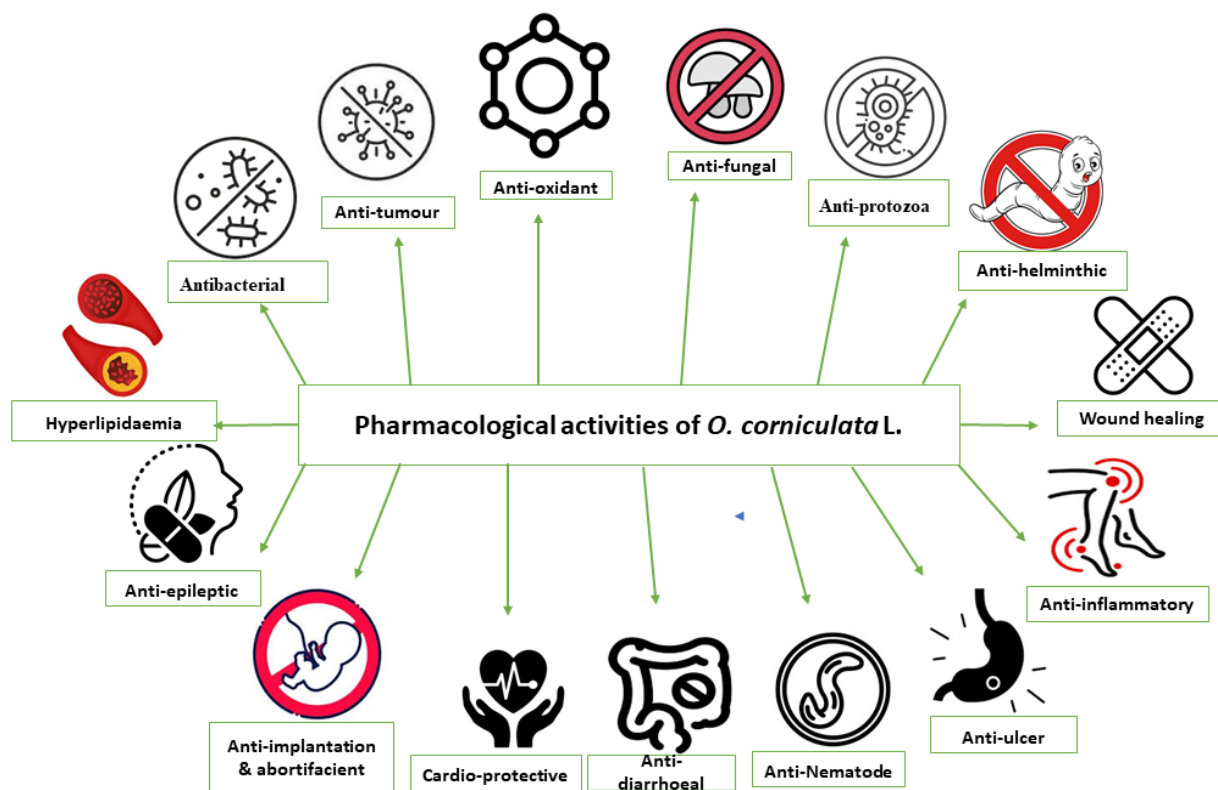 Anti-oxidant
Anti-fungal
Anti-tumour
Anti-protozoa
Antibacterial
Anti-helminthic
Hyperlipidaemia
Pharmacological activities of O. corniculata L.
Wound healing
Anti-epileptic
Anti-inflammatory
Anti-implantation
& abortifacient
Cardio-protective
Anti-
diarrhoeal
Anti-Nematode
Anti-ulcer